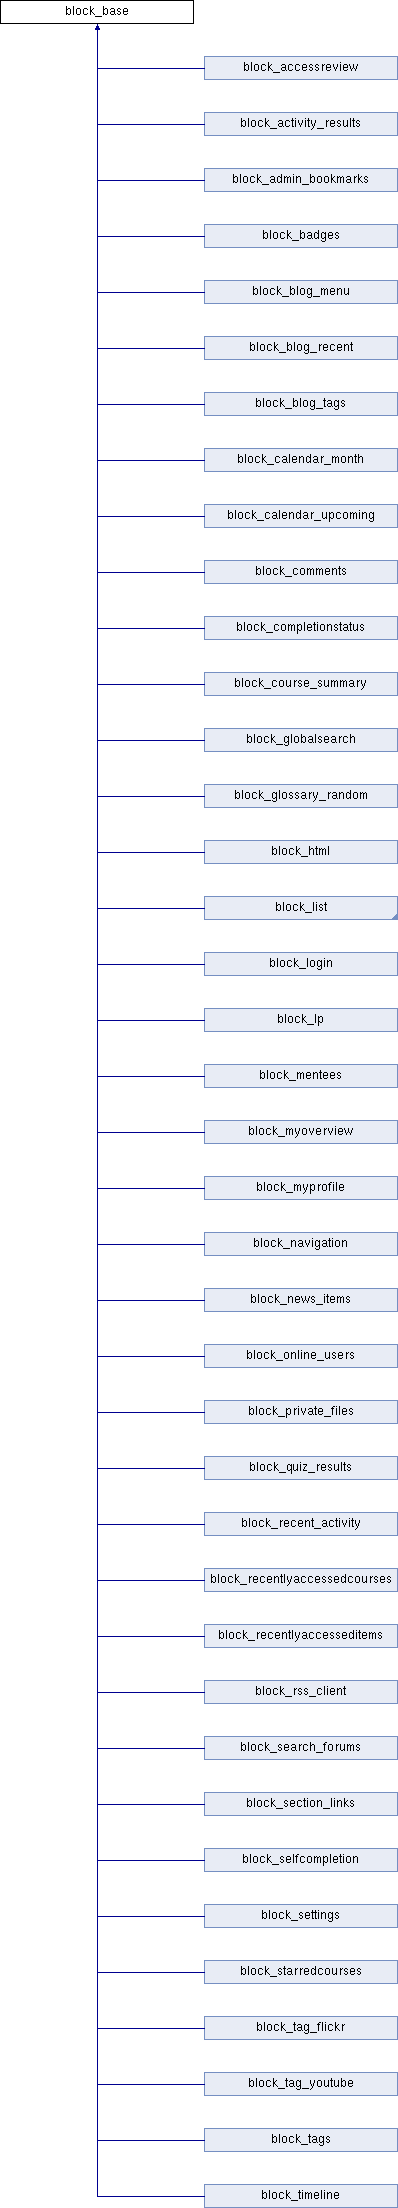 block_base
block_accessreview
block_activity_results
block_admin_bookmarks
block_badges
block_blog_menu
block_blog_recent
block_blog_tags
block_calendar_month
block_calendar_upcoming
block_comments
block_completionstatus
block_course_summary
block_globalsearch
block_glossary_random
block_html
block_list
block_login
block_lp
block_mentees
block_myoverview
block_myprofile
block_navigation
block_news_items
block_online_users
block_private_files
block_quiz_results
block_recent_activity
block_recentlyaccessedcourses
block_recentlyaccesseditems
block_rss_client
block_search_forums
block_section_links
block_selfcompletion
block_settings
block_starredcourses
block_tag_flickr
block_tag_youtube
block_tags
block_timeline